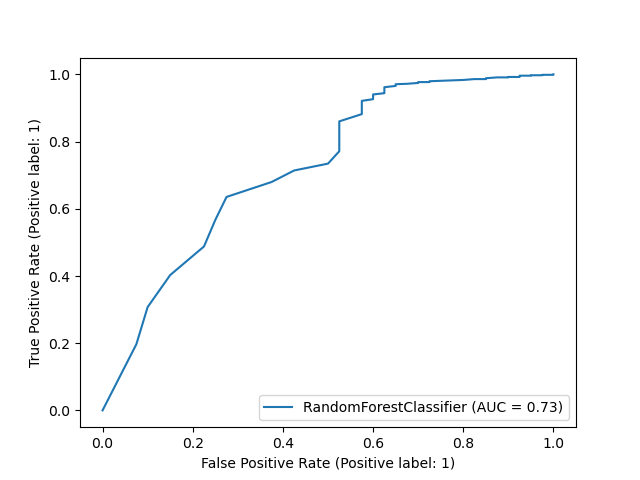 1.0
0.8
0.6
0.4
0.2
0.0
True Positive Rate (Positive label: 1)
RandomForestClassifier (AUC = 0.73)
0.0 0.2 0.4 0.6 0.8 1.0
False Positive Rate (Positive label: 1)